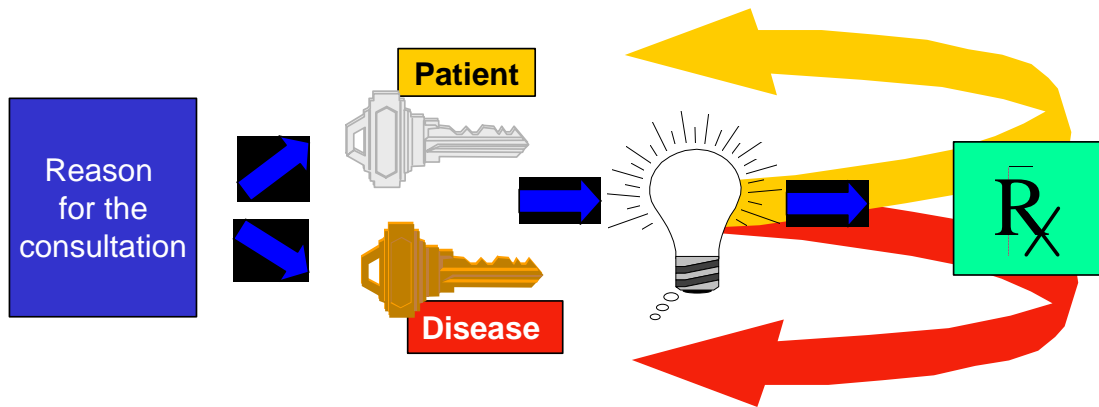 Reason
for the
consultation
Patient
Disease
Rx